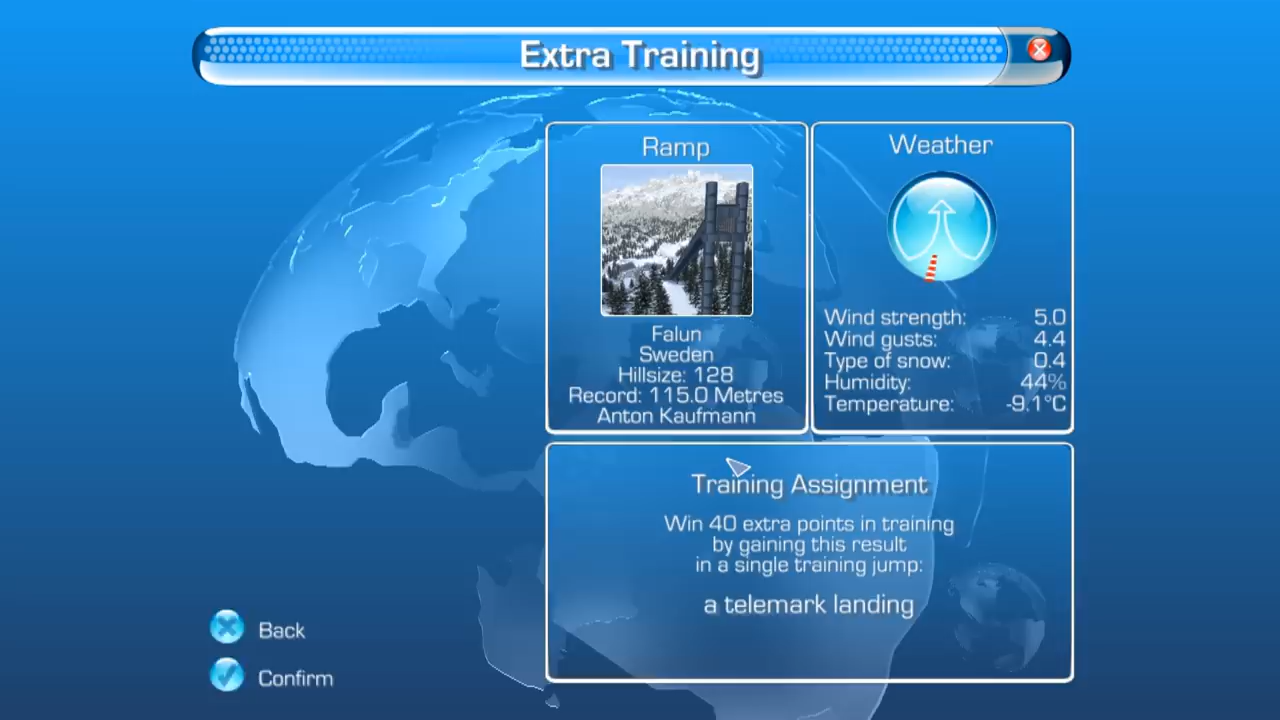 Extra Training
Ramp
Falun
Sweden
Hillsize: 128
Record: 115.0 Metres
Anton Kaufmann
Weather
Wind strength: 5.0
Wind gusts: 4.4
Type of snow: 0.4
Humidity: 44%
Temperature: -9.1°C
Training Assignment
Win 40 extra points in training
by gaining this result
in a single training jump:
a telemark landing
Back
Confirm